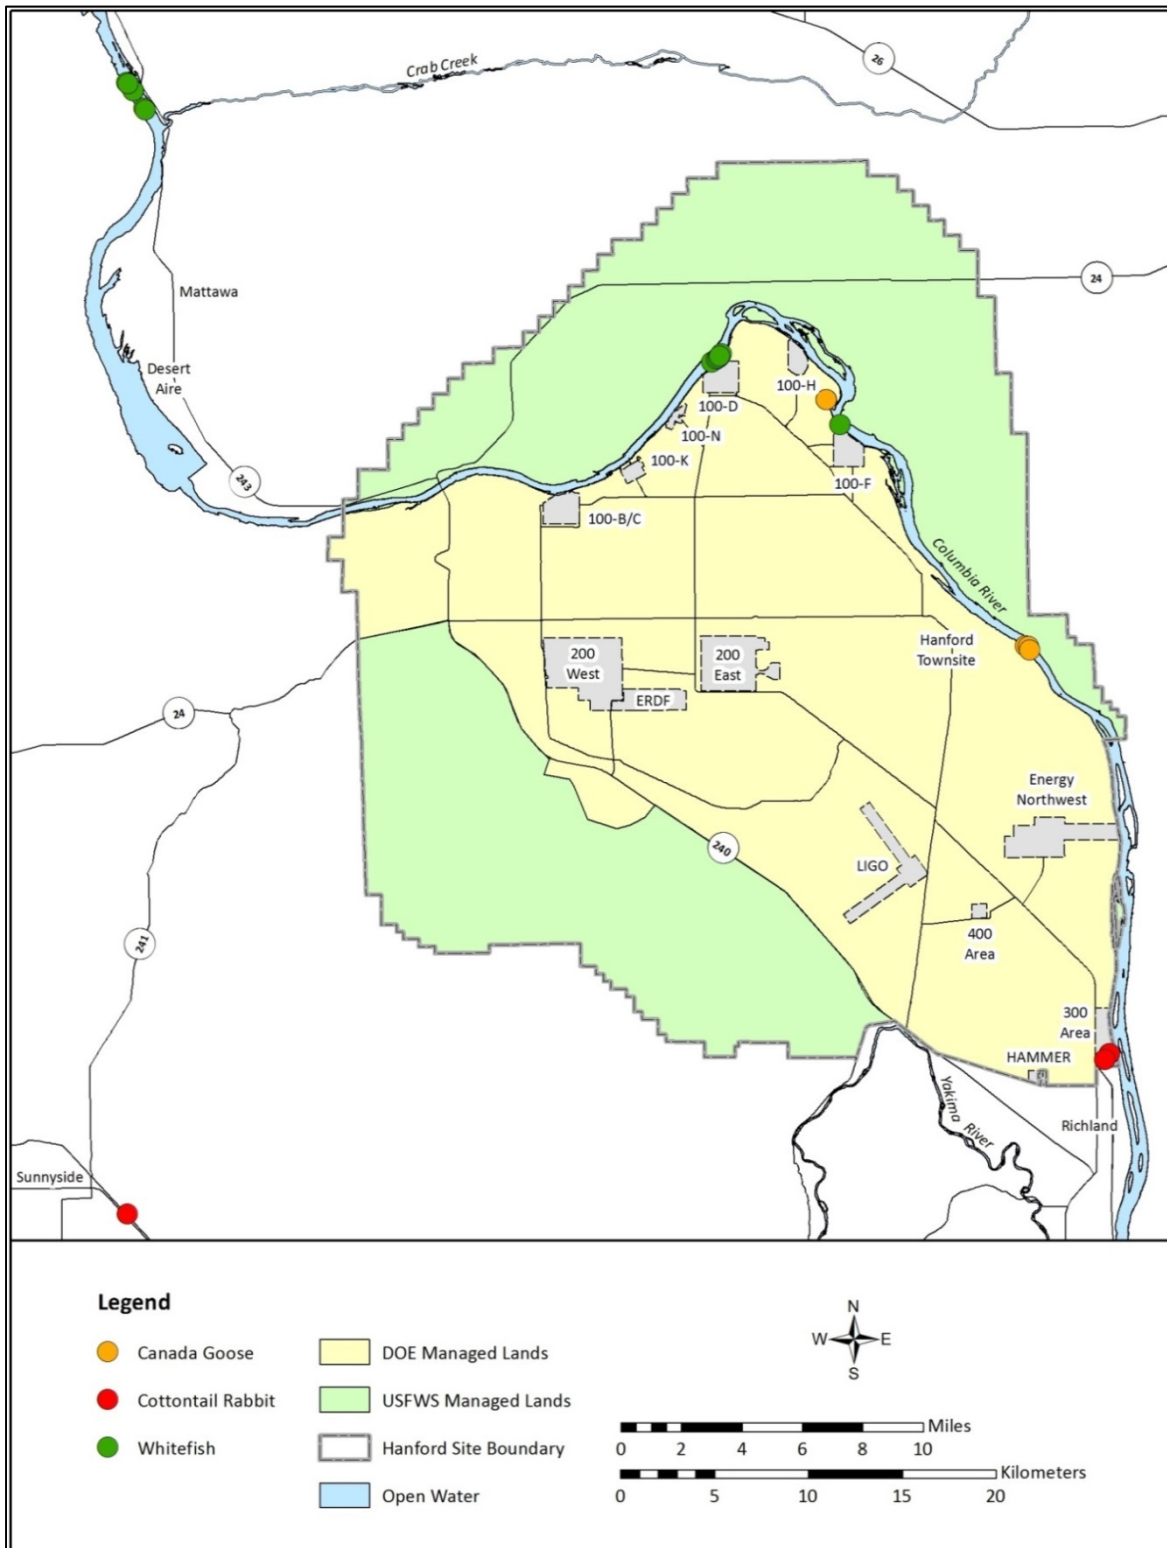 Crab Creek
26
Mattawa
24
Desert
Aire
100-H
100-D
100-N
100-K
100-F
243
100-B/C
Columbia River
Hanford
Townsite
200
West
200
East
ERDF
24
Energy
Northwest
240
LIGO
241
400
Area
300
Area
HAMMER
Yakima
River
Richland
Sunnyside
Legend
Canada Goose
Cottontail Rabbit
Whitefish
DOE Managed Lands
USFWS Managed Lands
Hanford Site Boundary
Open Water
N
W E
S
Miles
0 2 4 6 8 10
Kilometers
0 5 10 15 20